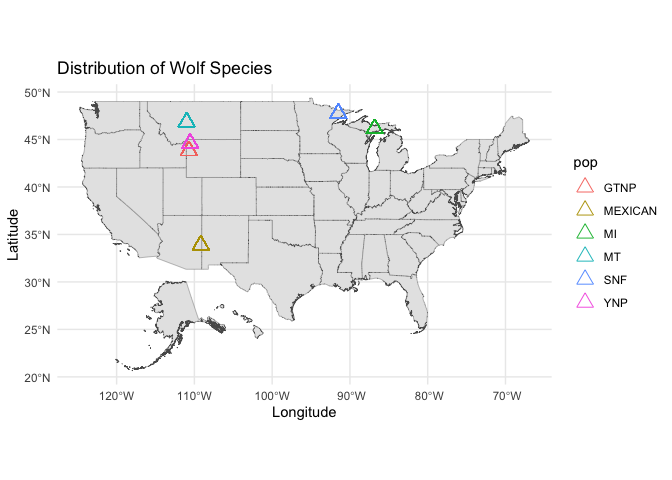 Distribution of Wolf Species
50°N
45°N
40°N
35°N
30°N
25°N
20°N
Latitude
120°W
110°W
100°W
90°W
80°W
70°W
Longitude
pop
GTNP
MEXICAN
MI
MT
SNF
YNP